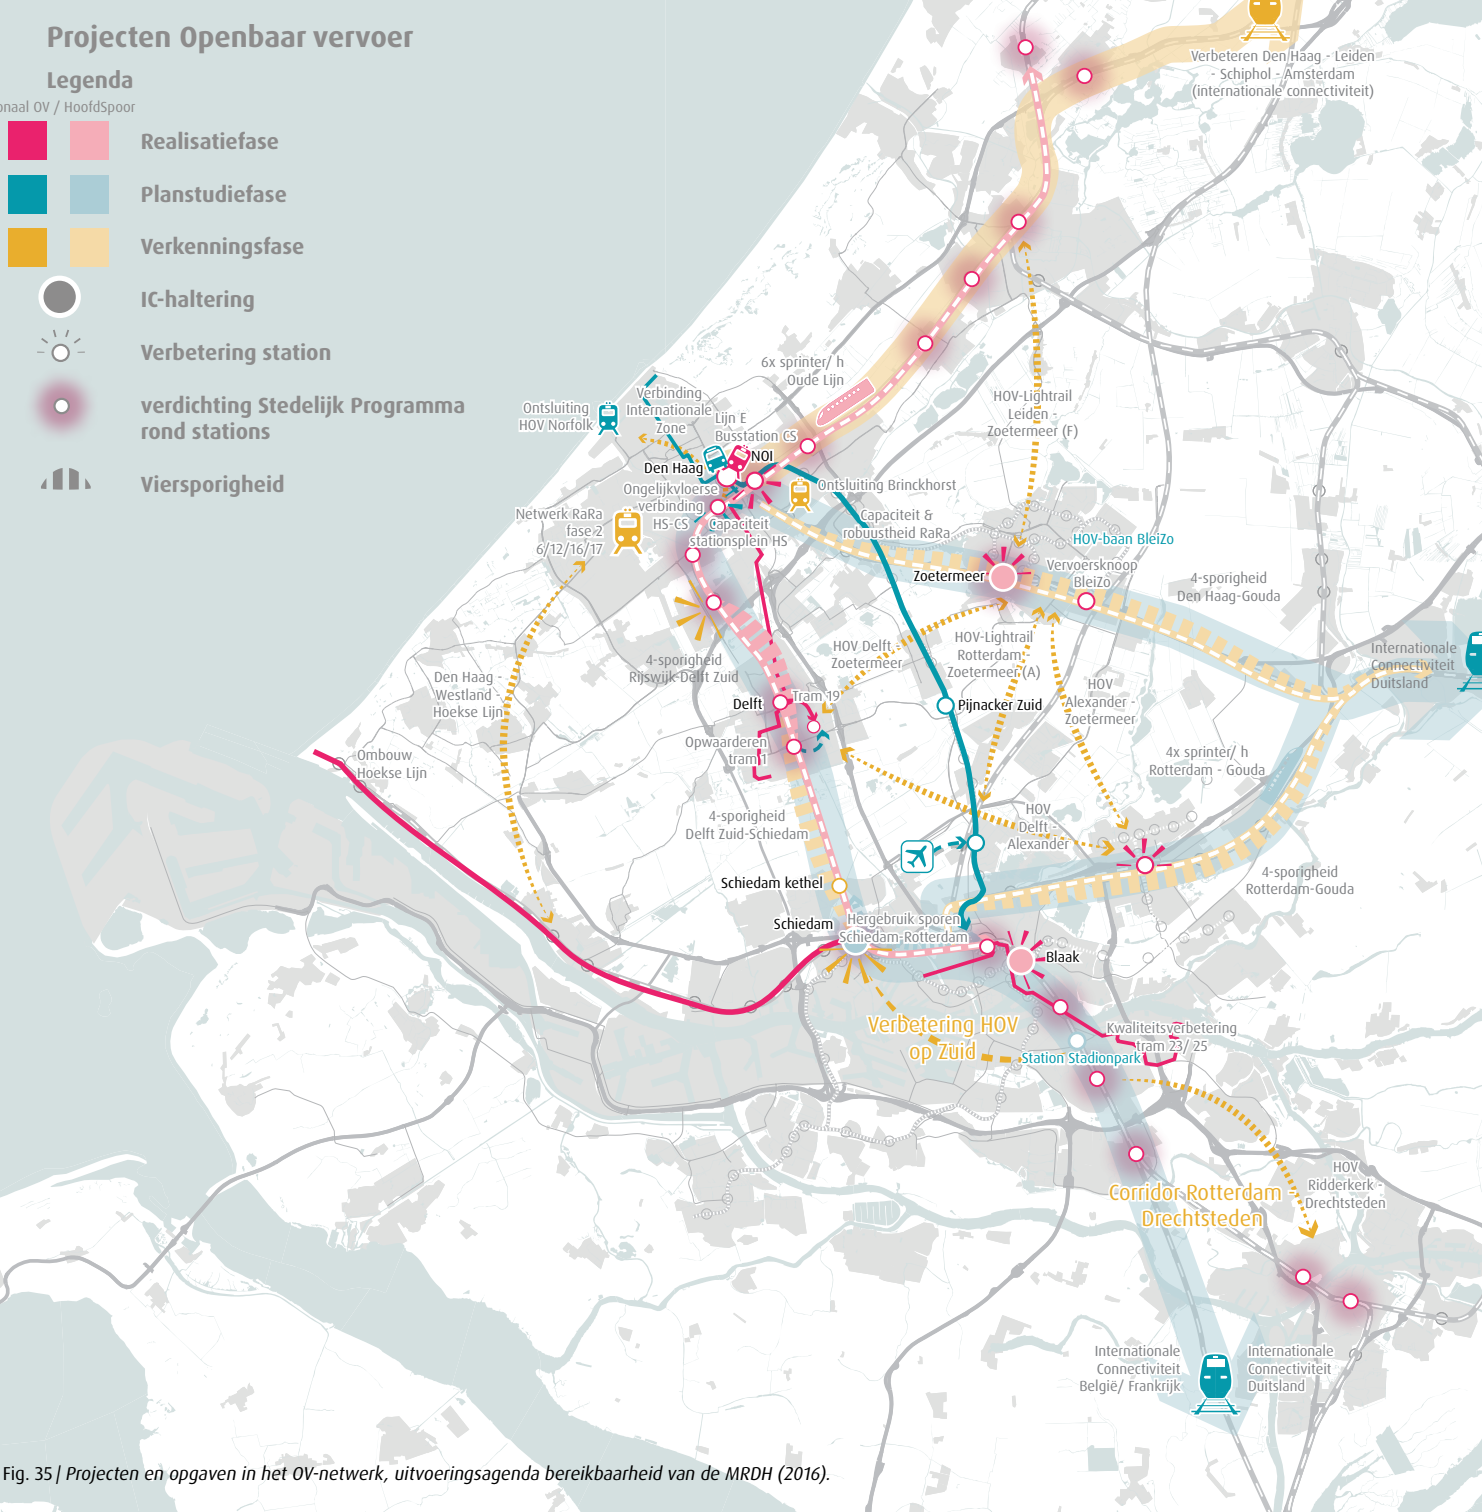 Projecten Openbaar vervoer
Legenda
onaal OV / HoofdSpoor
Realisatiefase
Planstudiefase
Verkenningsfase
IC-haltering
Verbetering station
verdichting Stedelijk Programma
rond stations
Viersporigheid
Verbeteren Den Haag - Leiden
- Schiphol - Amsterdam
(internationale connectiviteit)
6x sprinter/ h
Oude Lijn
Verbinding
Internationale
Zone
Ontsluiting
HOV Norfolk
Lijn E
Busstation CS
NOI
Den Haag
HOV-Lightrail
Leiden -
Zoetermeer (F)
Ongelijkvloerse
verbinding
HS-CS
Ontsluiting Brinckhorst
Netwerk RaRa
fase 2
6/12/16/17
Capaciteit
stationsplein HS
Capaciteit &
robuustheid RaRa
HOV-baan BleiZo
Zoetermeer
Vervoersknoop
BleiZo
4-sporigheid
Den Haag-Gouda
Internationale
Connectiviteit
Duitsland
4-sporigheid
Rijswijk-Delft Zuid
HOV Delft -
Zoetermeer
HOV-Lightrail
Rotterdam -
Zoetermeer (A)
Den Haag -
Westland -
Hoekse Lijn
Delft
Tram 19
Pijnacker Zuid
HOV
Alexander -
Zoetermeer
Opwaarderen
tram 1
Ombouw
Hoekse Lijn
4x sprinter/ h
Rotterdam - Gouda
4-sporigheid
Delft Zuid-Schiedam
HOV
Delft -
Alexander
Schiedam kethel
4-sporigheid
Rotterdam-Gouda
Schiedam
Hergebruik sporen
Schiedam-Rotterdam
Blaak
Verbetering HOV
op Zuid
Kwaliteitsverbetering
tram 23/ 25
Station Stadionpark
HOV
Ridderkerk -
Drechtsteden
Corridor Rotterdam -
Drechtsteden
Internationale
Connectiviteit
België/ Frankrijk
Internationale
Connectiviteit
Duitsland
Fig. 35 / Projecten en opgaven in het OV-netwerk, uitvoeringsagenda bereikbaarheid van de MRDH (2016).